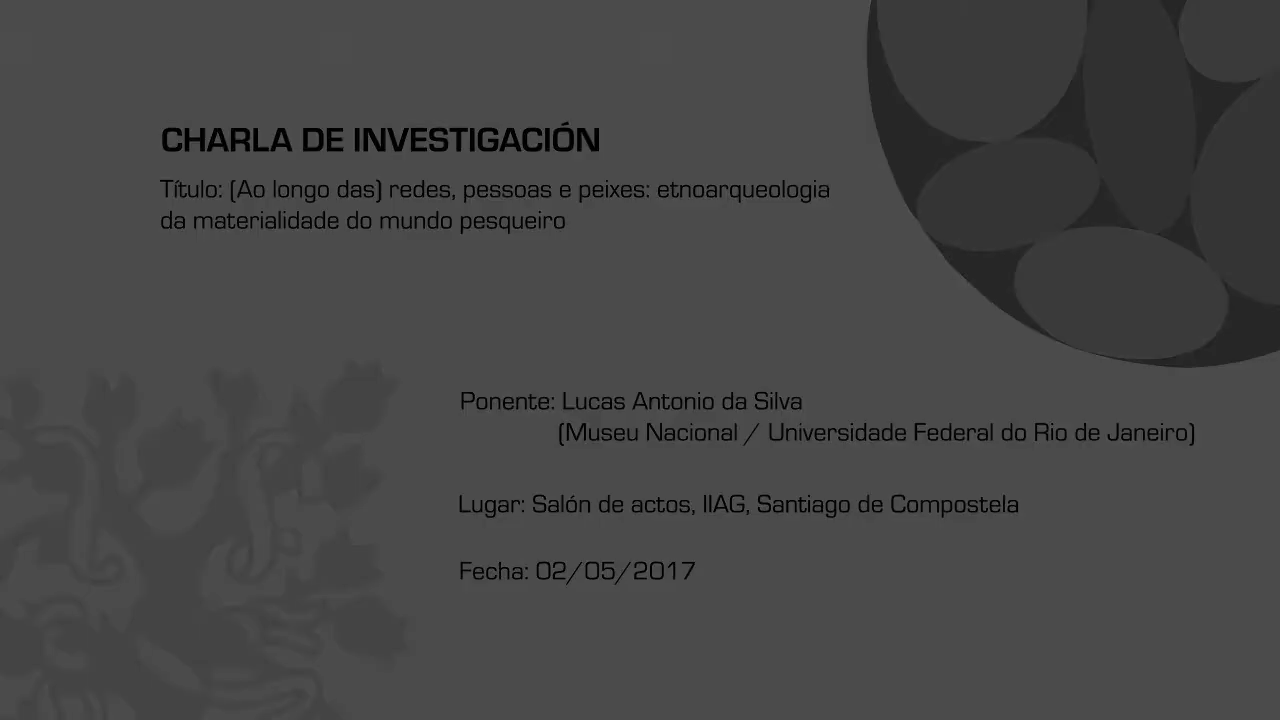 CHARLA DE INVESTIGACIÓN
Título: (Ao longo das) redes, pessoas e peixes: etnoarqueologia
da materialidade do mundo pesqueiro
Ponente: Lucas Antonio da Silva
(Museu Nacional / Universidade Federal do Rio de Janeiro)
Lugar: Salón de actos, IIAG, Santiago de Compostela
Fecha: 02/05/2017